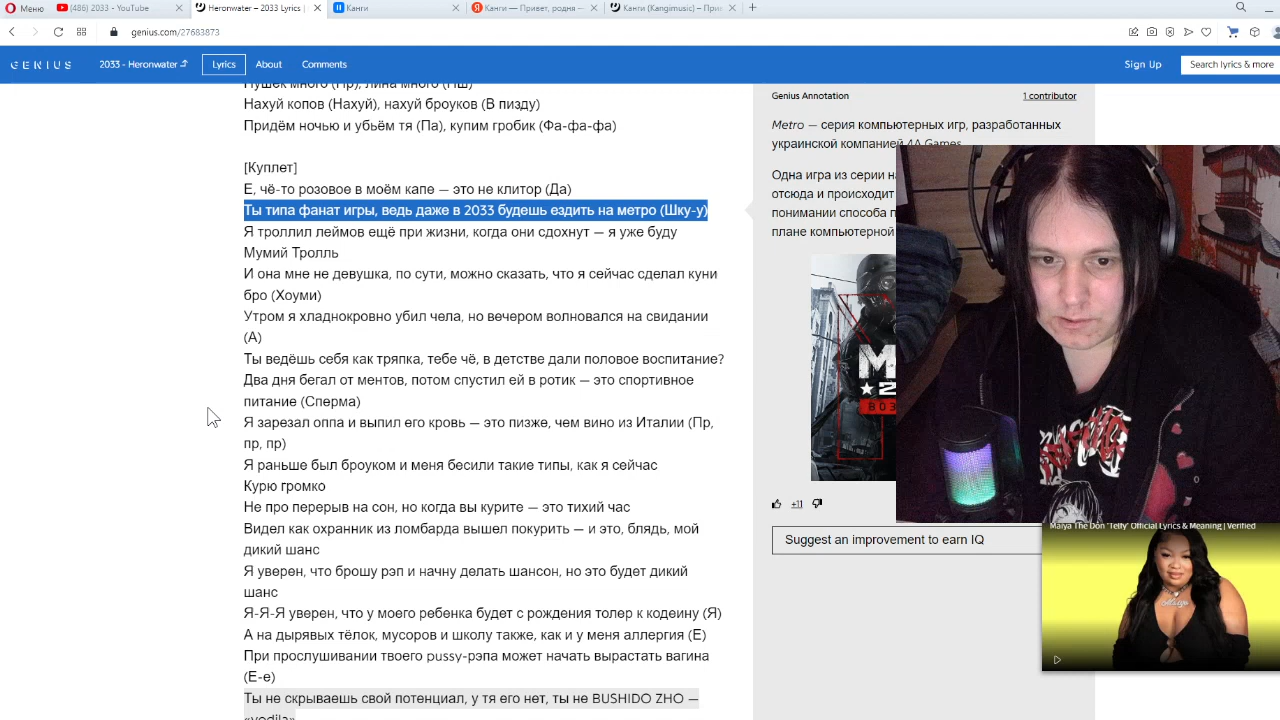 Меню
[486] 2033 - YouTube
Heronwater – 2033 Lyrics |
Канги
Канги — Привет, родня —
Канги (Kangimusic) – При
genius.com/27683873
GENIUS
2033 - Heronwater
Lyrics
About
Comments
Sign Up
Search lyrics & more
Пушек много (Пр), лина много (Пш)
Нахуй копов (Нахуй), нахуй броуков (В пизду)
Придём ночью и убьём тя (Па), купим гробик (Фа-фа-фа)
[Куплет]
Е, чё-то розовое в моём капе — это не клитор (Да)
Ты типа фанат игры, ведь даже в 2033 будешь ездить на метро (Шку-у)
Я троллил леймов ещё при жизни, когда они сдохнут — я уже буду
Мумий Тролль
И она мне не девушка, по сути, можно сказать, что я сейчас сделал куни
бро (Хоуми)
Утром я хладнокровно убил чела, но вечером волновался на свидании
(А)
Ты ведёшь себя как тряпка, тебе чё, в детстве дали половое воспитание?
Два дня бегал от ментов, потом спустил ей в ротик — это спортивное
питание (Сперма)
Я зарезал оппа и выпил его кровь — это пизже, чем вино из Италии (Пр,
пр, пр)
Я раньше был броуком и меня бесили такие типы, как я сейчас
Курю громко
Не про перерыв на сон, но когда вы курите — это тихий час
Видел как охранник из ломбарда вышел покурить — и это, блядь, мой
дикий шанс
Я уверен, что брошу рэп и начну делать шансон, но это будет дикий
шанс
Я-Я-Я уверен, что у моего ребенка будет с рождения толер к кодеину (Я)
А на дырявых тёлок, мусоров и школу также, как и у меня аллергия (Е)
При прослушивании твоего pussy-рэпа может начать вырастать вагина
(Е-е)
Ты не скрываешь свой потенциал, у тя его нет, ты не BUSHIDO ZHO —
«vodila»
Genius Annotation
1 contributor
Metro — серия компьютерных игр, разработанных
украинской компанией 4A Games.
Одна игра из серии на
отсюда и происходит
понимании способа п
плане компьютерной
+11
Suggest an improvement to earn IQ
Maiya The Don "Telfy" Official Lyrics & Meaning | Verified